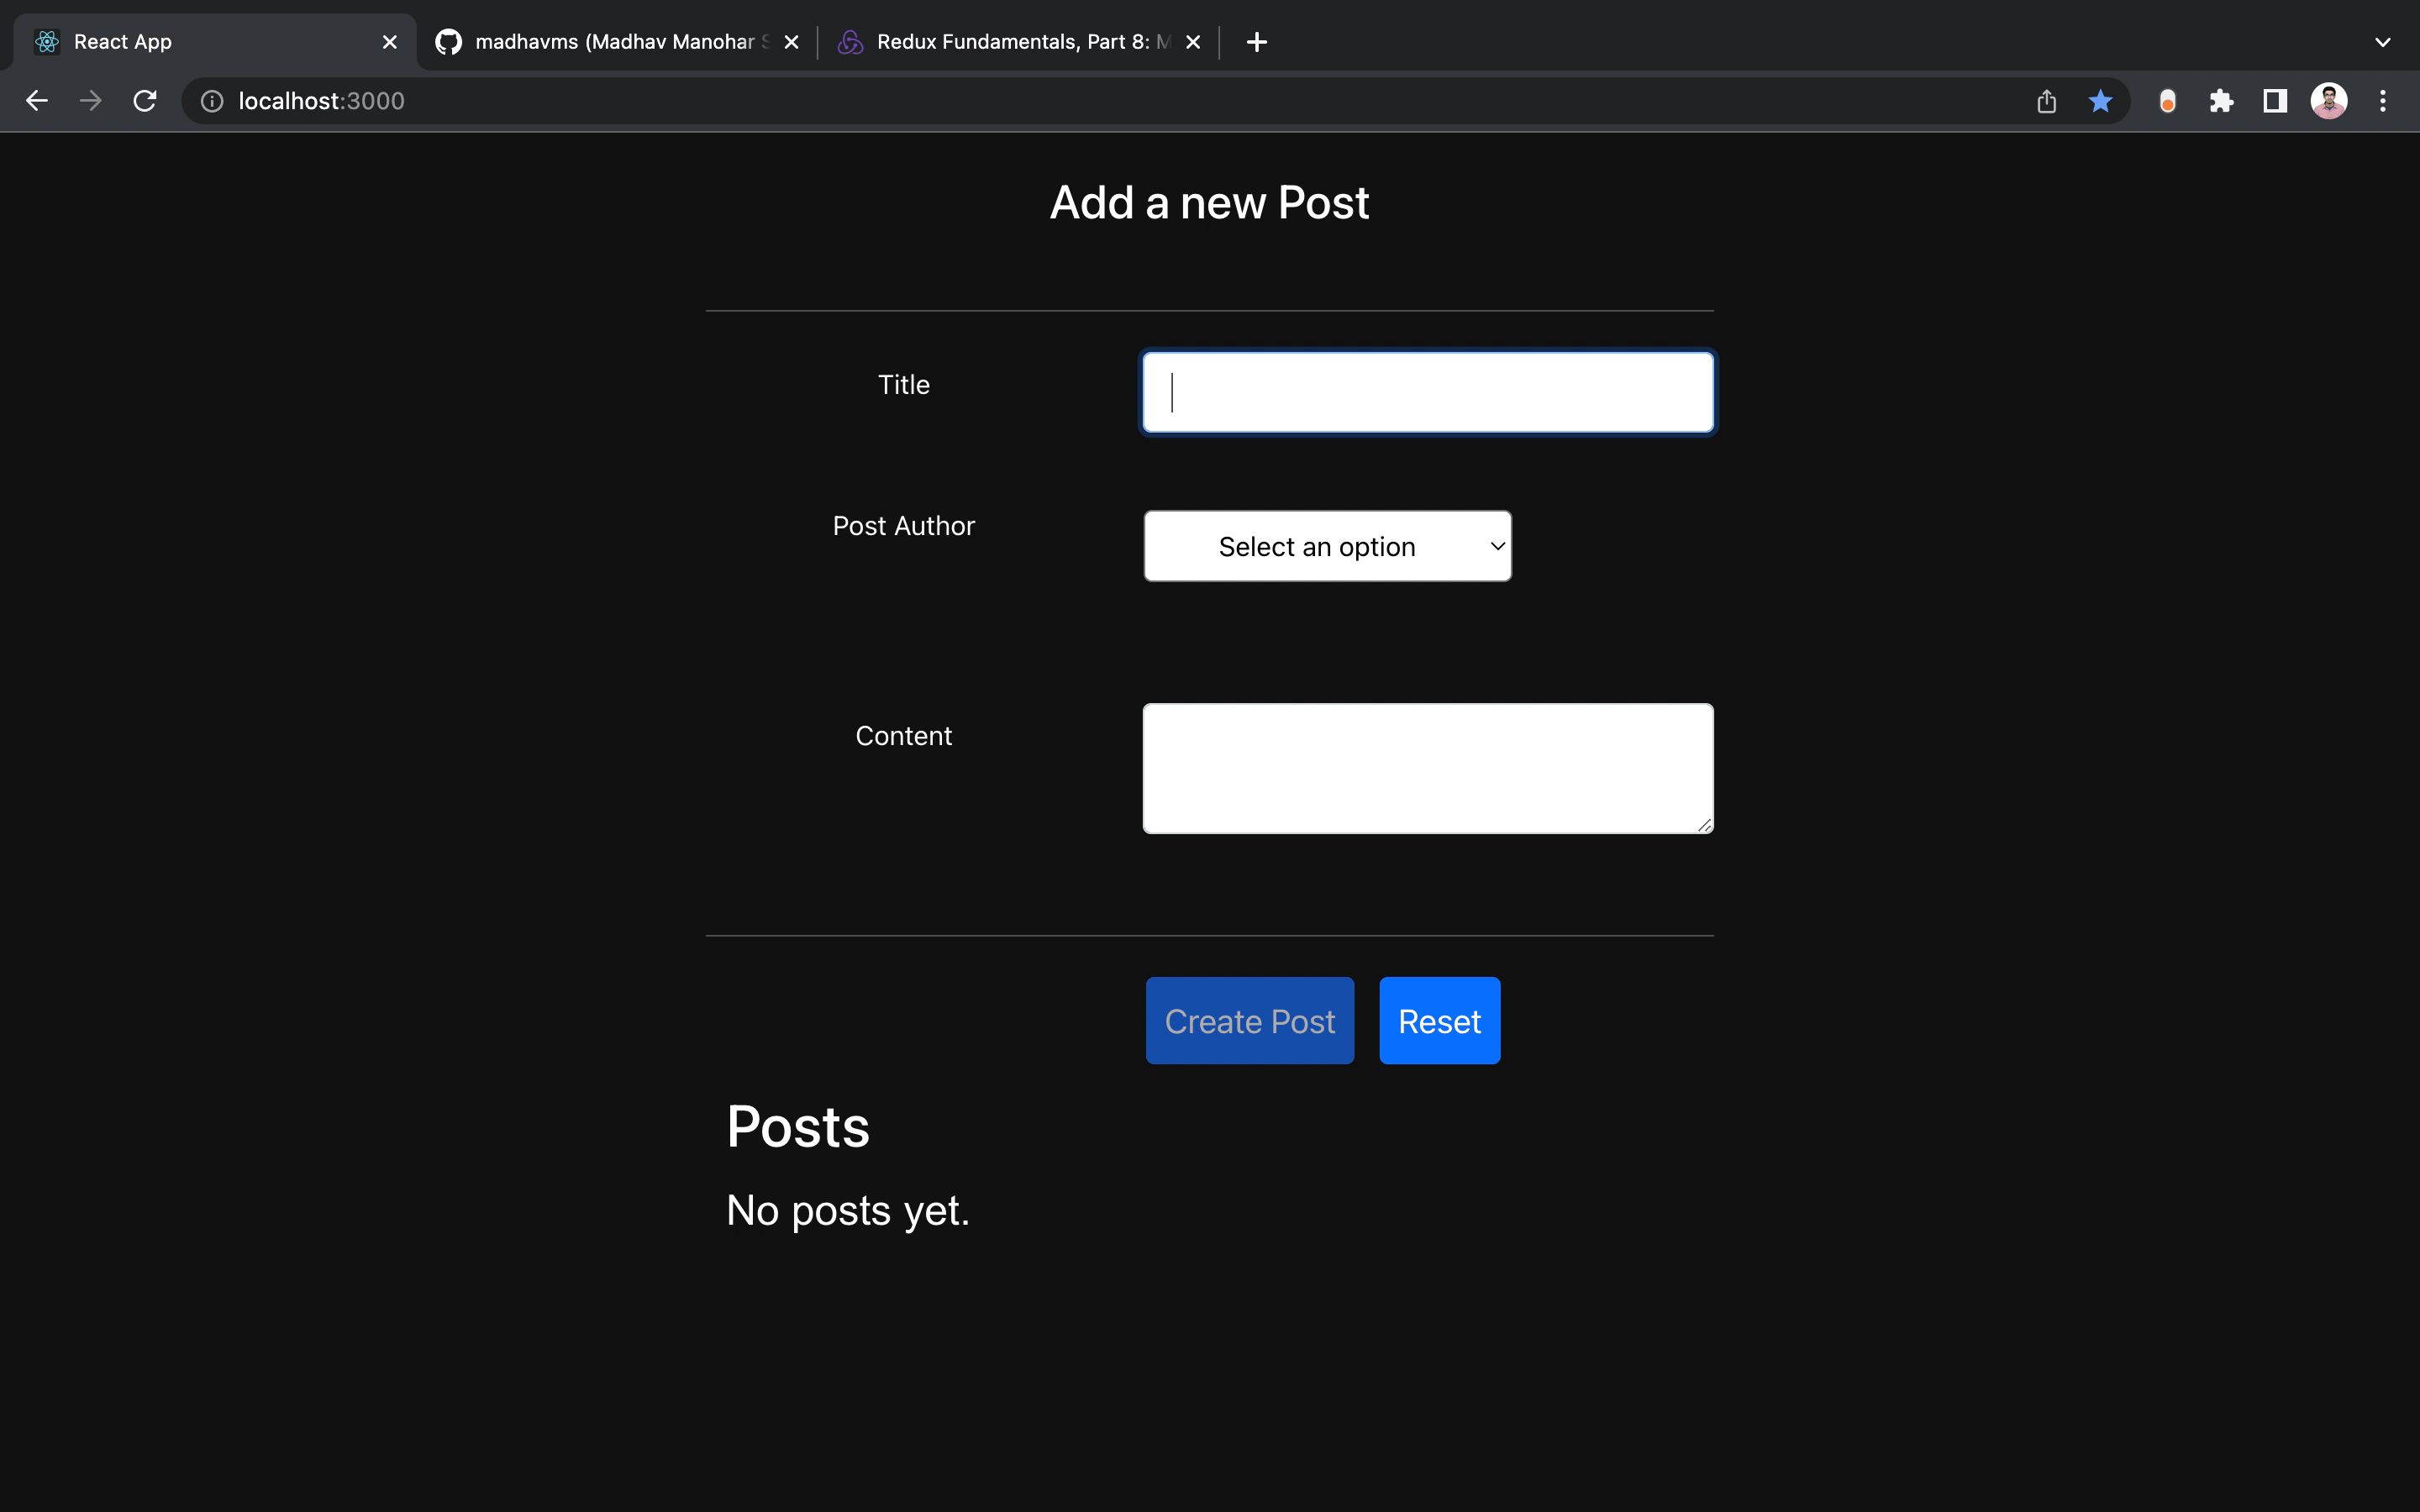 React App
madhavms (Madhav Manohar S
Redux Fundamentals, Part 8: M
localhost:3000
Add a new Post
Title
Post Author
Select an option
Content
Create Post
Reset
Posts
No posts yet.